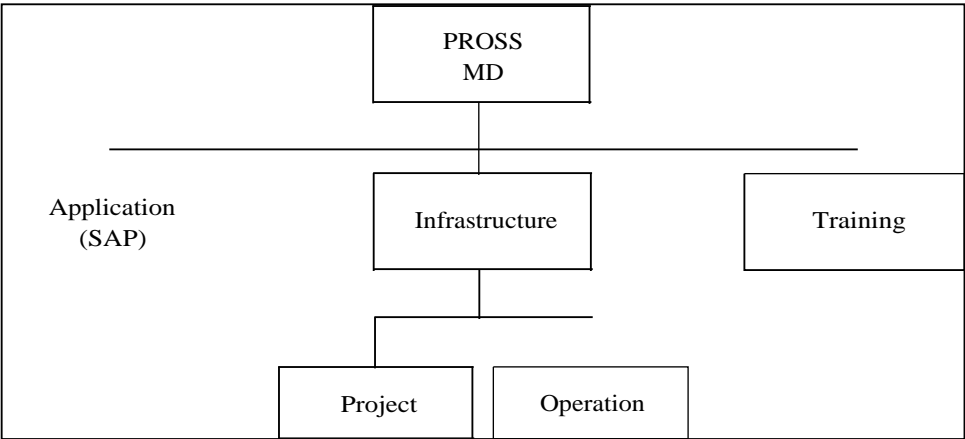 PROSS
MD
Application
(SAP)
Infrastructure
Training
Project
Operation